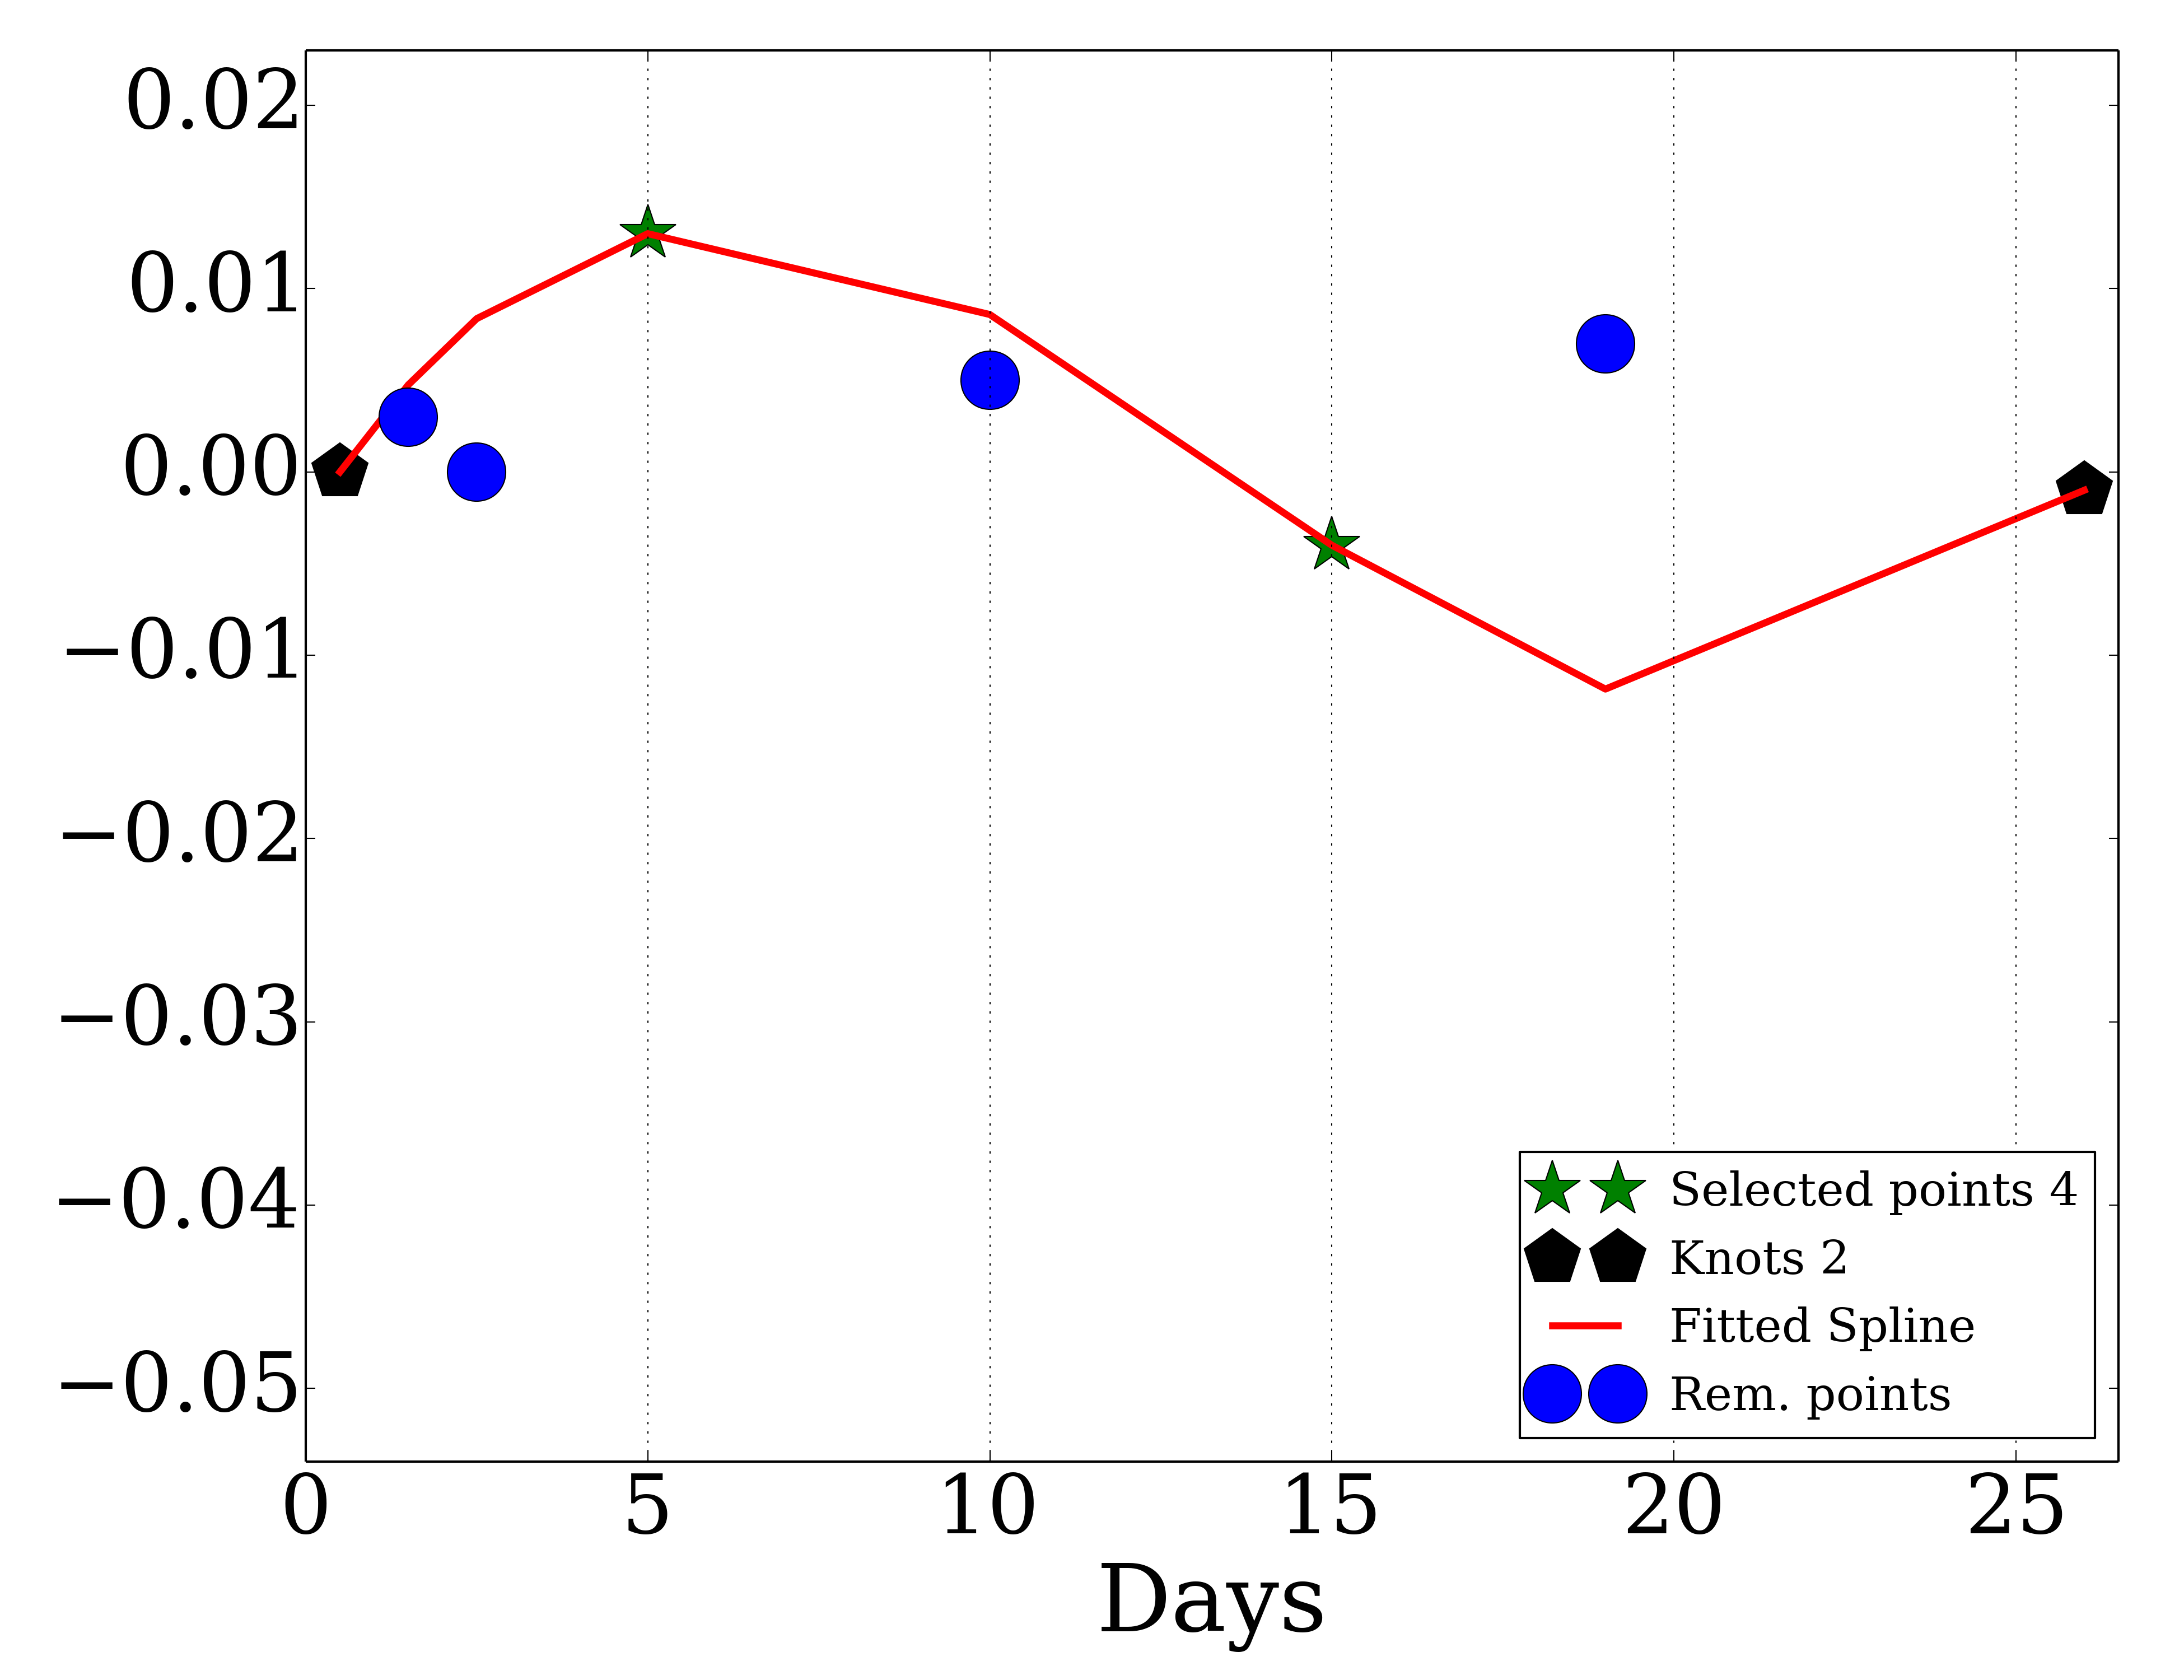 0.02
0.01
0.00
−0.01
−0.02
−0.03
−0.04
−0.05
0 5 10 15 20 25
Days
Selected points 4
Knots 2
Fitted Spline
Rem. points